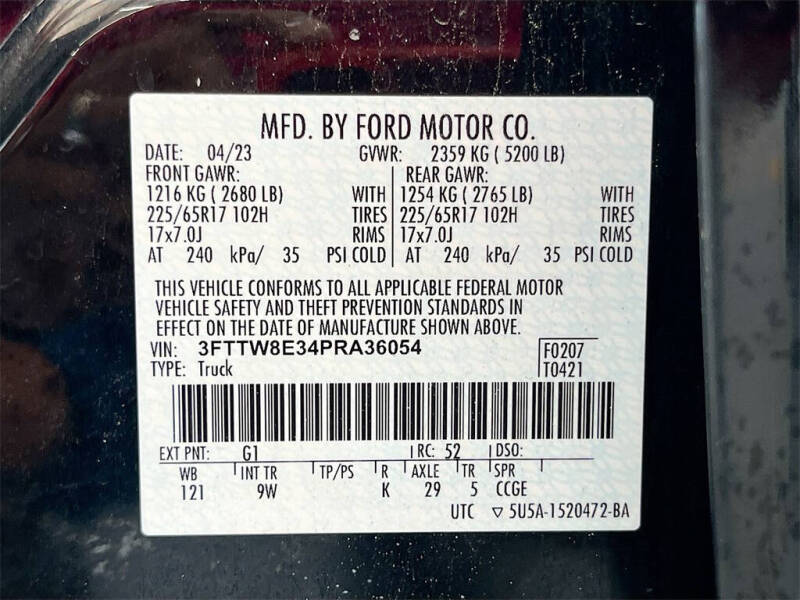 MFD. BY FORD MOTOR CO.
DATE: 04/23 GVWR: 2359 KG ( 5200 LB)
FRONT GAWR: REAR GAWR:
1216 KG ( 2680 LB) WITH 1254 KG ( 2765 LB) WITH
225/65R17 102H TIRES 225/65R17 102H TIRES
17x7.0J RIMS 17x7.0J RIMS
AT 240 kPa/ 35 PSI COLD AT 240 kPa/ 35 PSI COLD
THIS VEHICLE CONFORMS TO ALL APPLICABLE FEDERAL MOTOR
VEHICLE SAFETY AND THEFT PREVENTION STANDARDS IN
EFFECT ON THE DATE OF MANUFACTURE SHOWN ABOVE.
VIN: 3FTTW8E34PRA36054 F0207
TYPE: Truck T0421
EXT PNT: G1 RC: 52 DSO:
WB INT TR TP/PS R AXLE TR SPR
121 9W K 29 5 CCGE
UTC ▽ 5U5A-1520472-BA